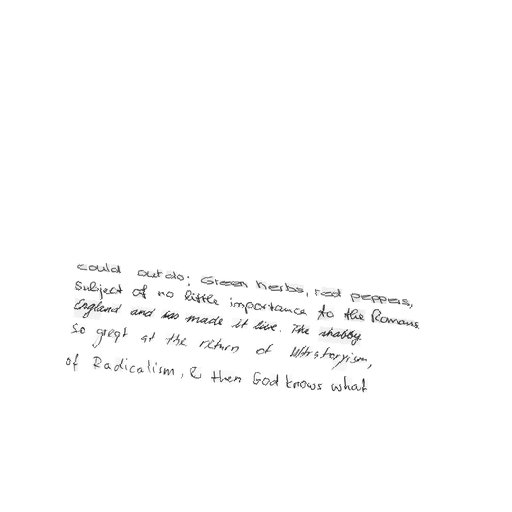 could outdo; Green herbs, red peppers,
Subject of no little importance to the Romans.
England and has made it live. The shabby
so great at the return of Ultratoryism,
of Radicalism, & then God knows what